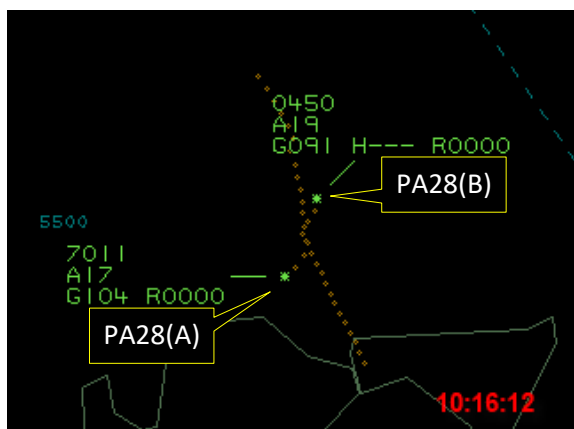 0450
A19
G091 H--- R0000
PA28(B)
5500
7011
A17
G104 R0000
PA28(A)
10:16:12